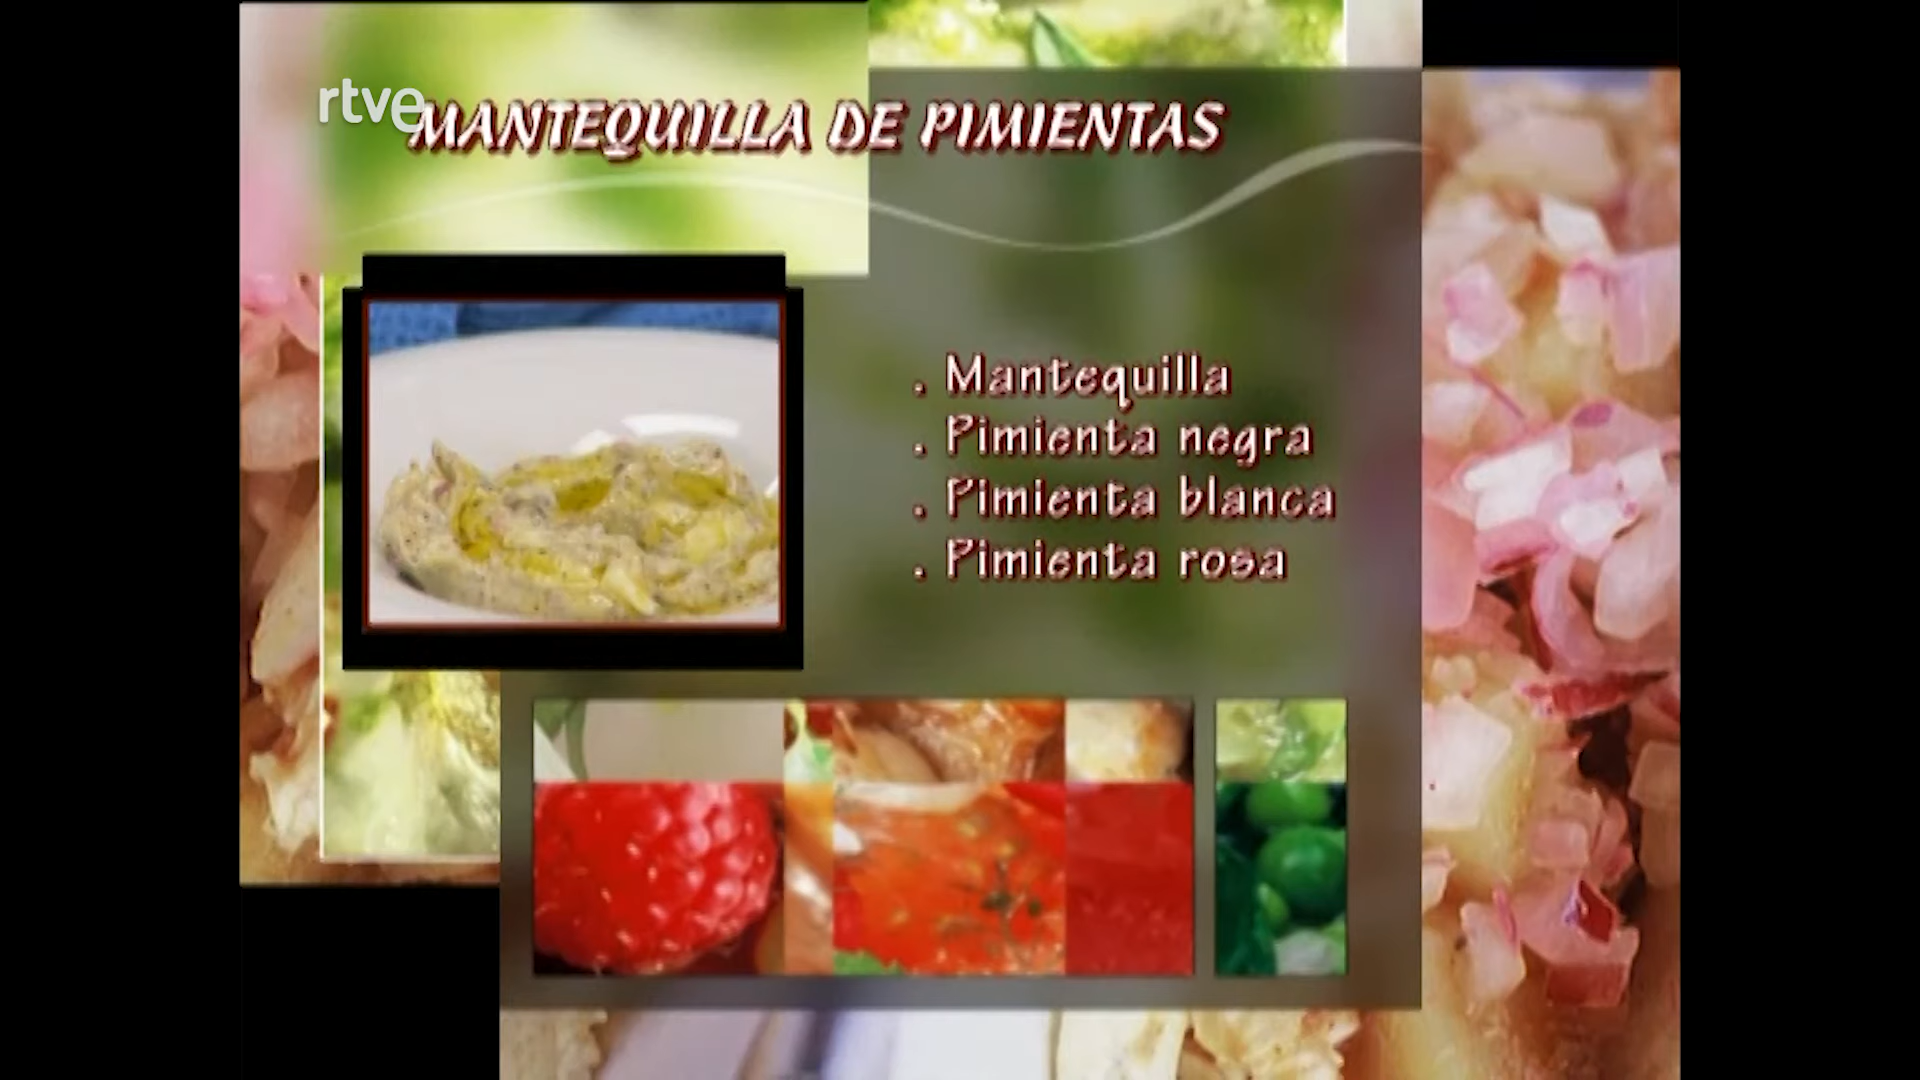 rtve
MANTEQUILLA DE PIMIENTAS
. Mantequilla
. Pimienta negra
. Pimienta blanca
. Pimienta rosa